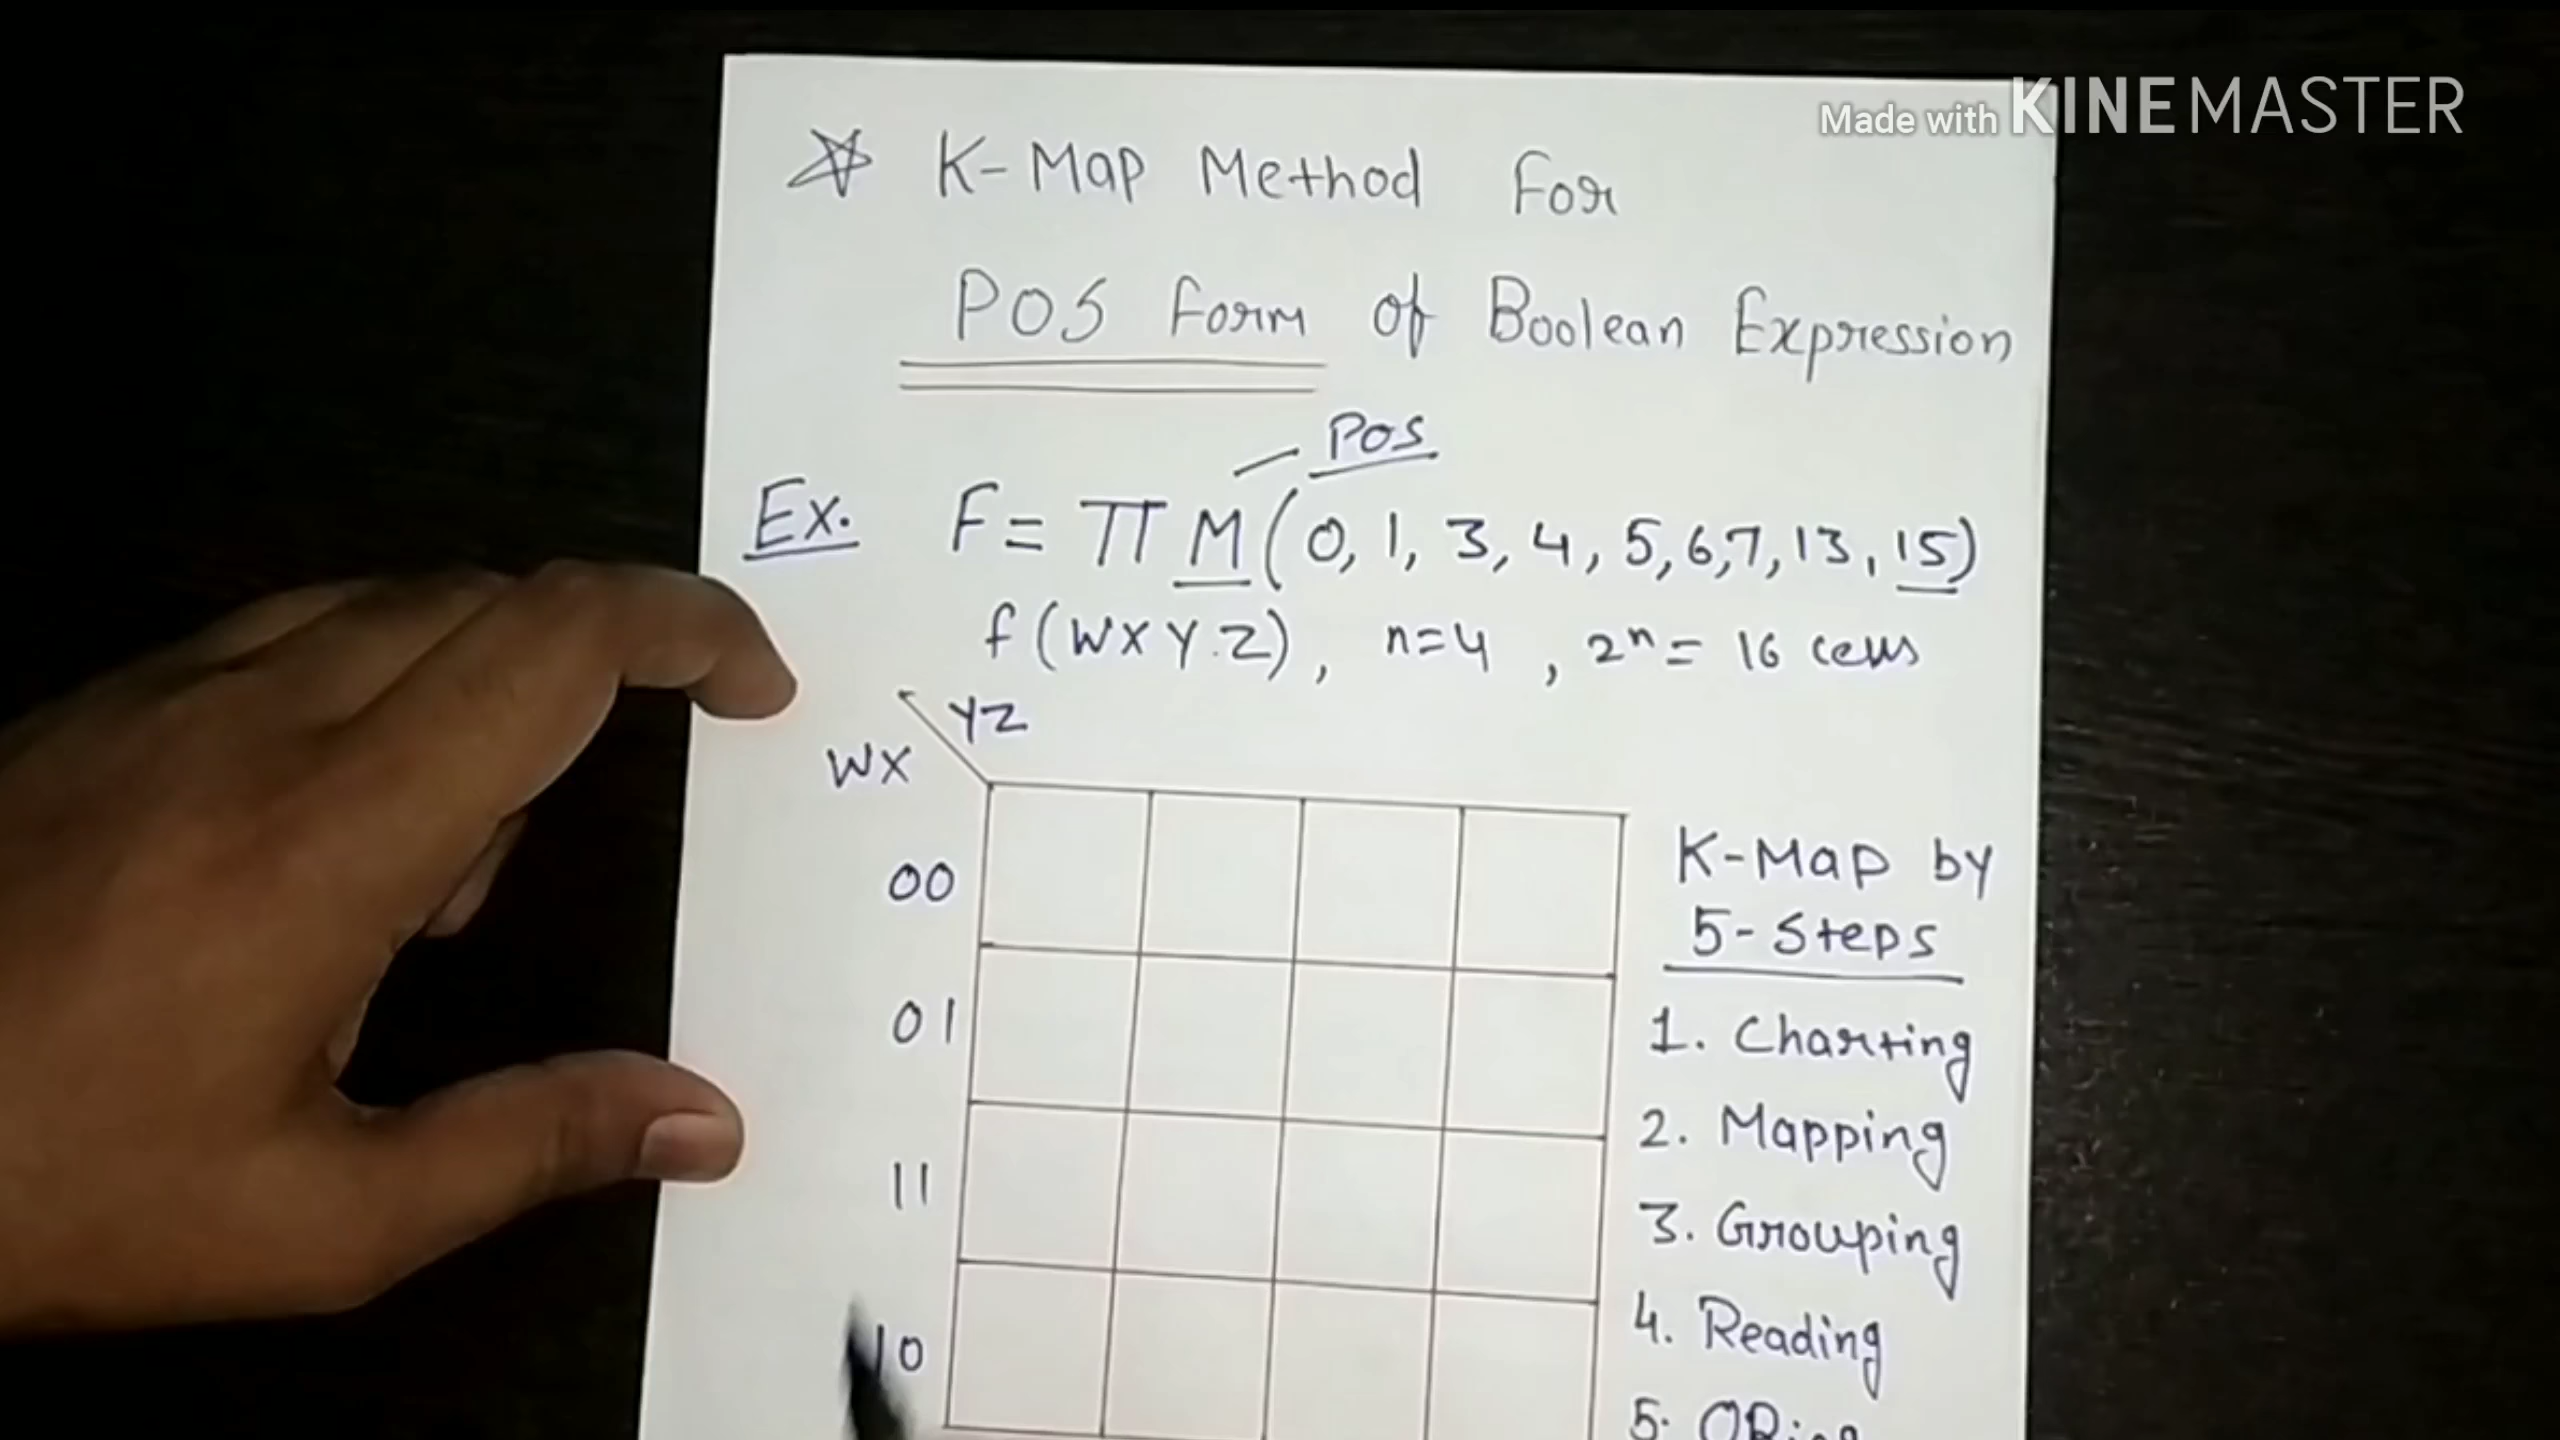 Made with KINEMASTER
K-Map Method For
POS Form of Boolean Expression
POS
Ex. F = π M (0, 1, 3, 4, 5, 6, 7, 13, 15)
f (W X Y Z), n=4, 2ⁿ = 16 cells
YZ
WX
00
01
11
10
K-Map by
5-Steps
1. Charting
2. Mapping
3. Grouping
4. Reading
5.